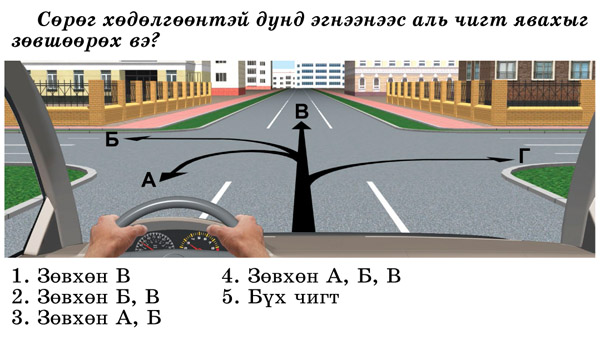 Сөрөг хөдөлгөөнтэй дунд эгнээнээс аль чигт явахыг
зөвшөөрөх вэ?
В
Б
Г
А
1. Зөвхөн В
2. Зөвхөн Б, В
3. Зөвхөн А, Б
4. Зөвхөн А, Б, В
5. Бүх чигт